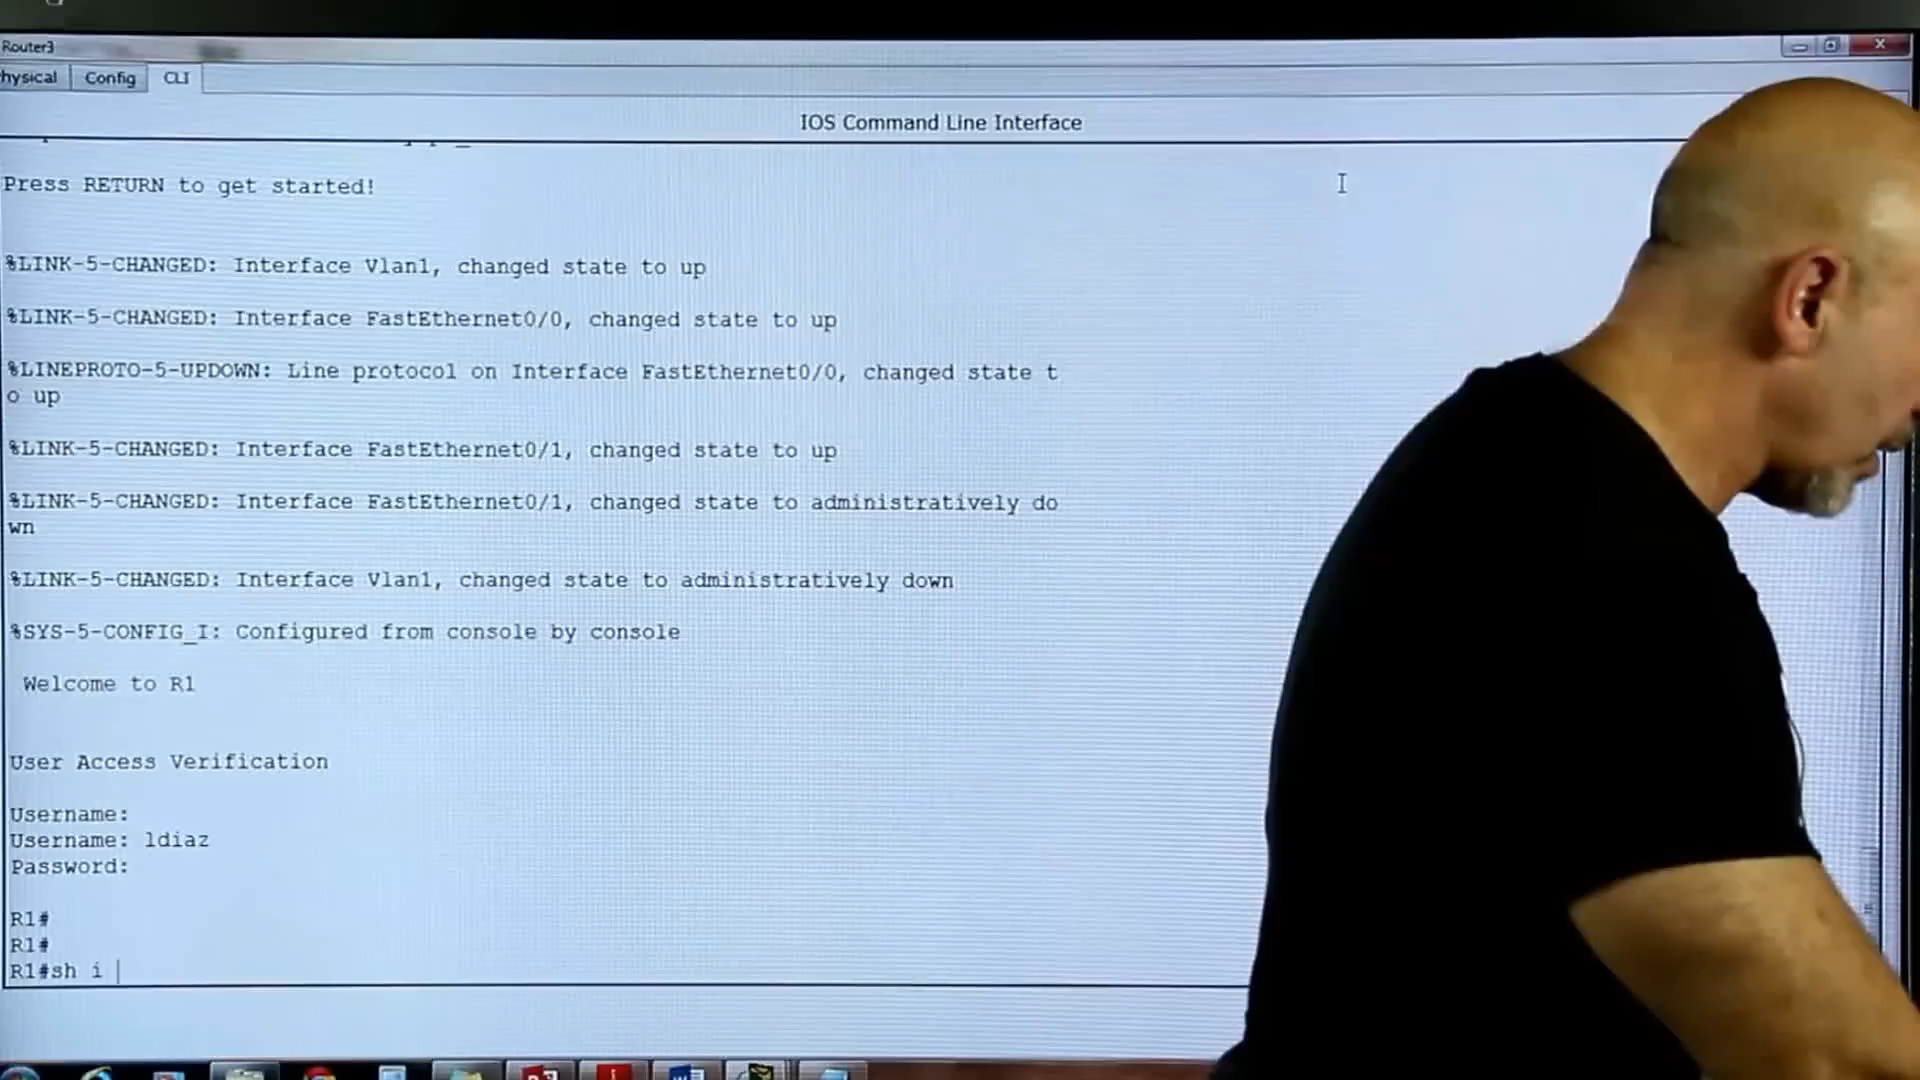 Router3
hysical Config CLI
IOS Command Line Interface
Press RETURN to get started!
%LINK-5-CHANGED: Interface Vlan1, changed state to up
%LINK-5-CHANGED: Interface FastEthernet0/0, changed state to up
%LINEPROTO-5-UPDOWN: Line protocol on Interface FastEthernet0/0, changed state t
o up
%LINK-5-CHANGED: Interface FastEthernet0/1, changed state to up
%LINK-5-CHANGED: Interface FastEthernet0/1, changed state to administratively do
wn
%LINK-5-CHANGED: Interface Vlan1, changed state to administratively down
%SYS-5-CONFIG_I: Configured from console by console
Welcome to R1
User Access Verification
Username:
Username: ldiaz
Password:
R1#
R1#
R1#sh i